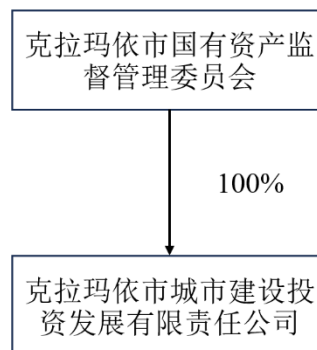 克拉玛依市国有资产监
督管理委员会
100%
克拉玛依市城市建设投
资发展有限责任公司